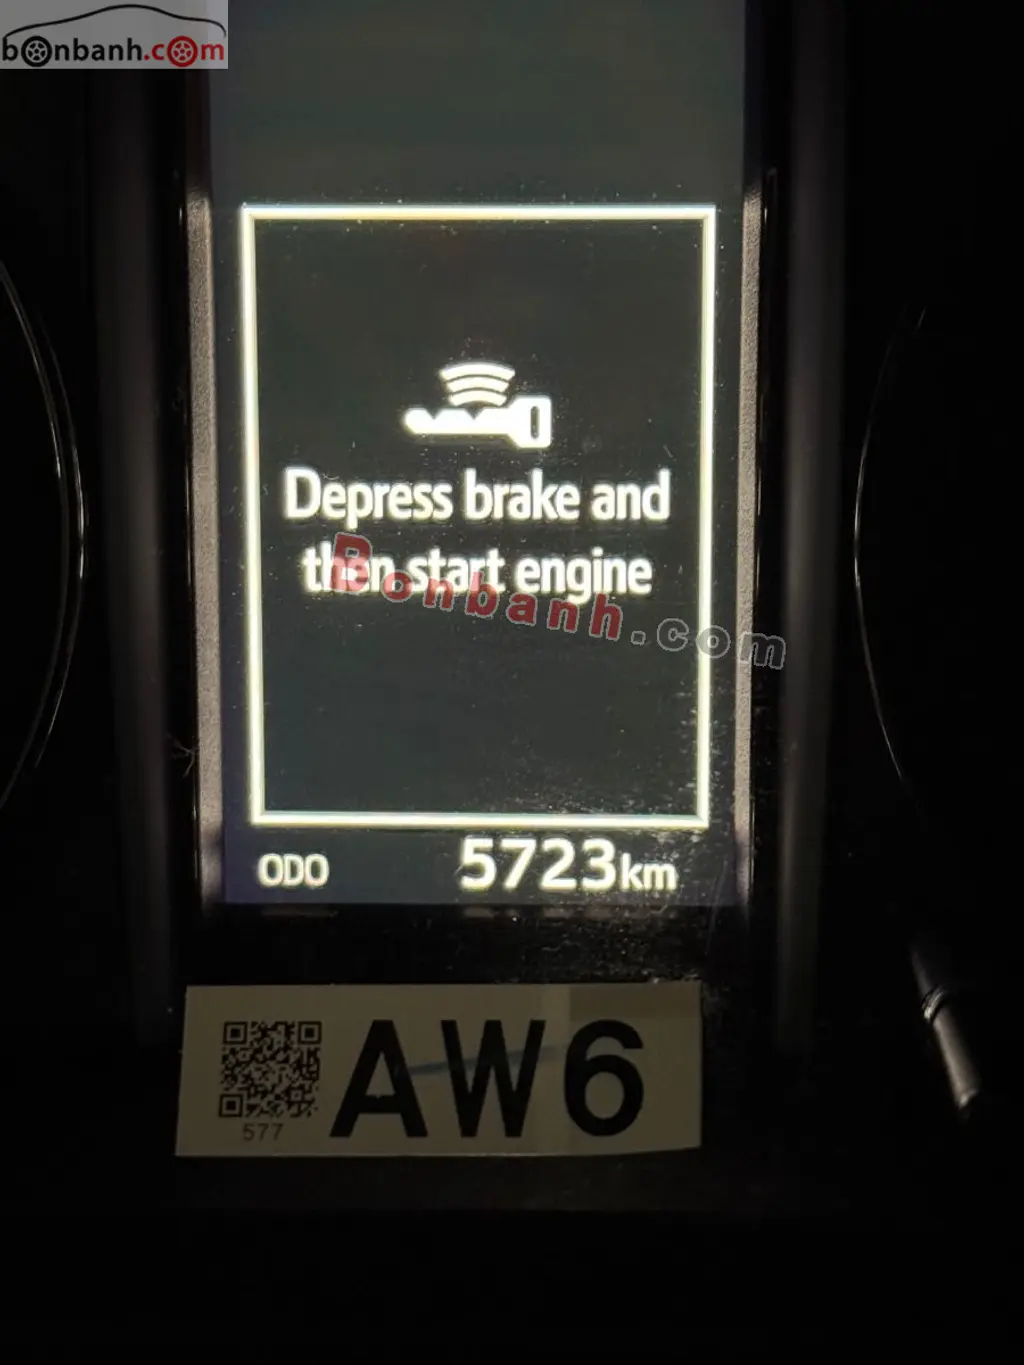 bonbanh.com
Depress brake and
then start engine
Bonbanh.com
ODO 5723km
AW6
577